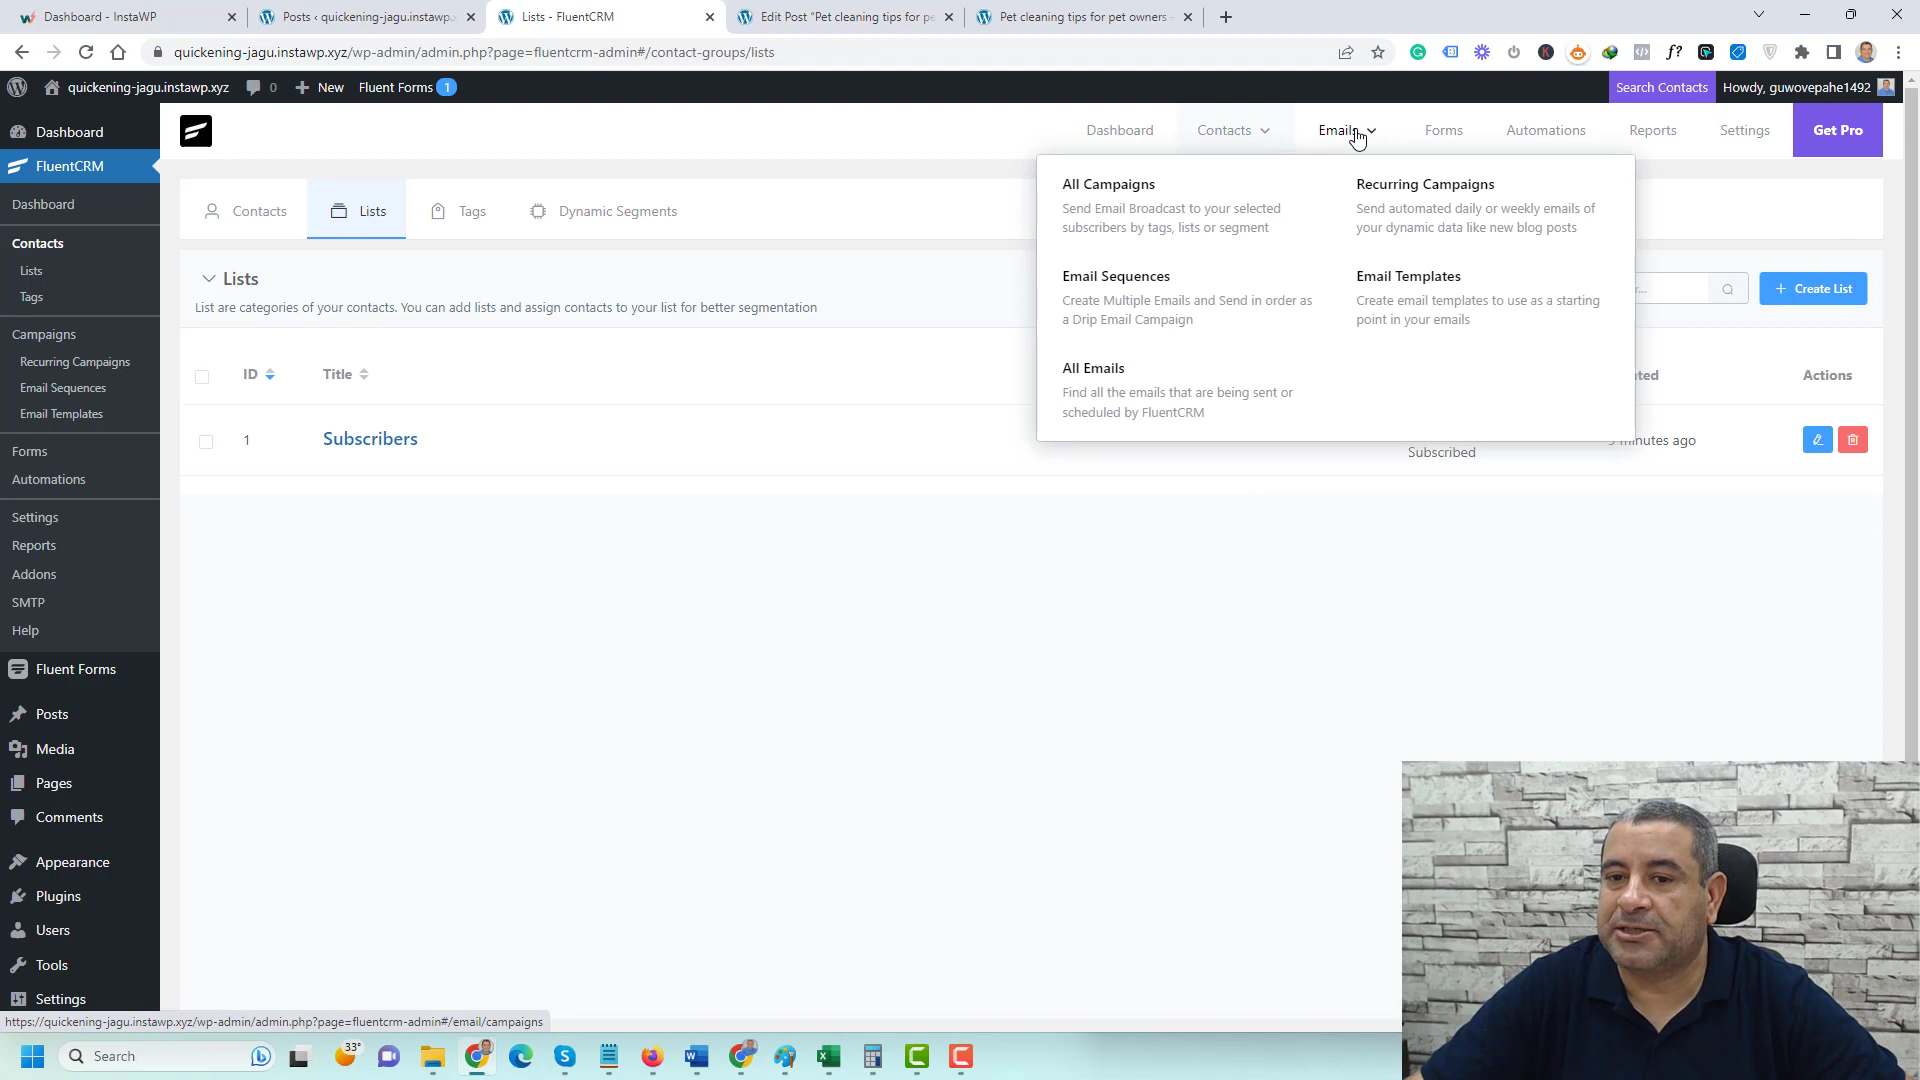 Dashboard - InstaWP
Posts ‹ quickening-jagu.instawp.xyz
Lists - FluentCRM
Edit Post "Pet cleaning tips for pe
Pet cleaning tips for pet owners -
quickening-jagu.instawp.xyz/wp-admin/admin.php?page=fluentcrm-admin#/contact-groups/lists
quickening-jagu.instawp.xyz
0
New
Fluent Forms 1
Search Contacts
Howdy, guwovepahe1492
Dashboard
FluentCRM
Dashboard
Contacts
Lists
Tags
Campaigns
Recurring Campaigns
Email Sequences
Email Templates
Forms
Automations
Settings
Reports
Addons
SMTP
Help
Fluent Forms
Posts
Media
Pages
Comments
Appearance
Plugins
Users
Tools
Settings
Dashboard
Contacts
Emails
Forms
Automations
Reports
Settings
Get Pro
Contacts
Lists
Tags
Dynamic Segments
All Campaigns
Send Email Broadcast to your selected
subscribers by tags, lists or segment
Recurring Campaigns
Send automated daily or weekly emails of
your dynamic data like new blog posts
Email Sequences
Create Multiple Emails and Send in order as
a Drip Email Campaign
Email Templates
Create email templates to use as a starting
point in your emails
All Emails
Find all the emails that are being sent or
scheduled by FluentCRM
Lists
List are categories of your contacts. You can add lists and assign contacts to your list for better segmentation
Create List
ID
Title
Actions
1
Subscribers
Subscribed
minutes ago
https://quickening-jagu.instawp.xyz/wp-admin/admin.php?page=fluentcrm-admin#/email/campaigns
Search
33°